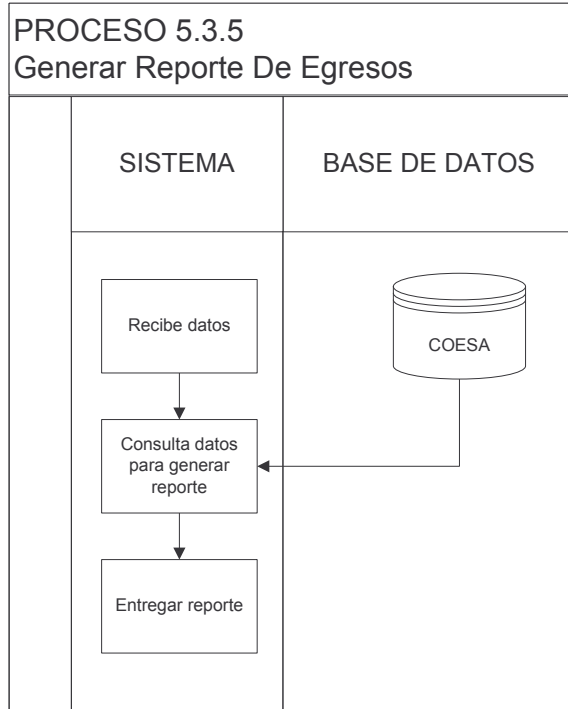 PROCESO 5.3.5
Generar Reporte De Egresos
SISTEMA
BASE DE DATOS
Recibe datos
COESA
Consulta datos
para generar
reporte
Entregar reporte